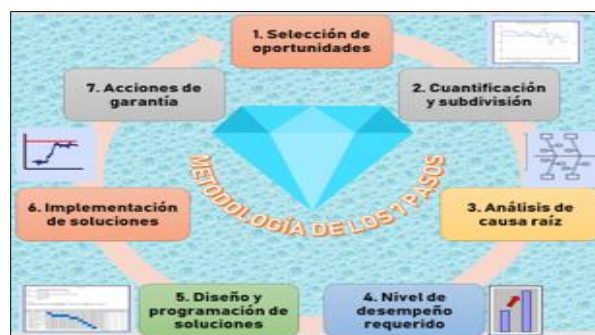 1. Selección de
oportunidades
2. Cuantificación
y subdivisión
3. Análisis de
causa raíz
4. Nivel de
desempeño
requerido
5. Diseño y
programación de
soluciones
6. Implementación
de soluciones
7. Acciones de
garantía
METODOLOGÍA DE LOS 7 PASOS